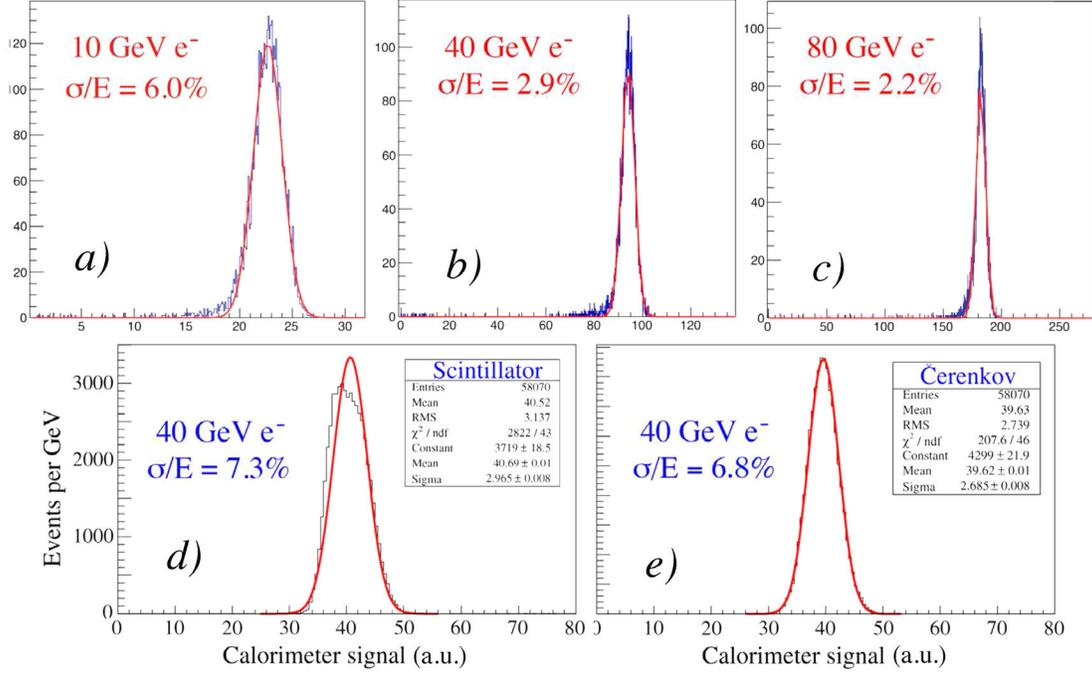 10 GeV e⁻
σ/E = 6.0%
a)
20
00
80
60
40
20
0
5 10 15 20 25 30
40 GeV e⁻
σ/E = 2.9%
b)
100
80
60
40
20
0
0 20 40 60 80 100 120
80 GeV e⁻
σ/E = 2.2%
c)
100
80
60
40
20
0
0 50 100 150 200 250
Events per GeV
3000
2000
1000
0
40 GeV e⁻
σ/E = 7.3%
d)
Scintillator
Entries 58070
Mean 40.52
RMS 3.137
χ² / ndf 2822 / 43
Constant 3719 ± 18.5
Mean 40.69 ± 0.01
Sigma 2.965 ± 0.008
0 10 20 30 40 50 60 70 80
Calorimeter signal (a.u.)
40 GeV e⁻
σ/E = 6.8%
e)
Čerenkov
Entries 58070
Mean 39.63
RMS 2.739
χ² / ndf 207.6 / 46
Constant 4299 ± 21.9
Mean 39.62 ± 0.01
Sigma 2.685 ± 0.008
10 20 30 40 50 60 70 80
Calorimeter signal (a.u.)